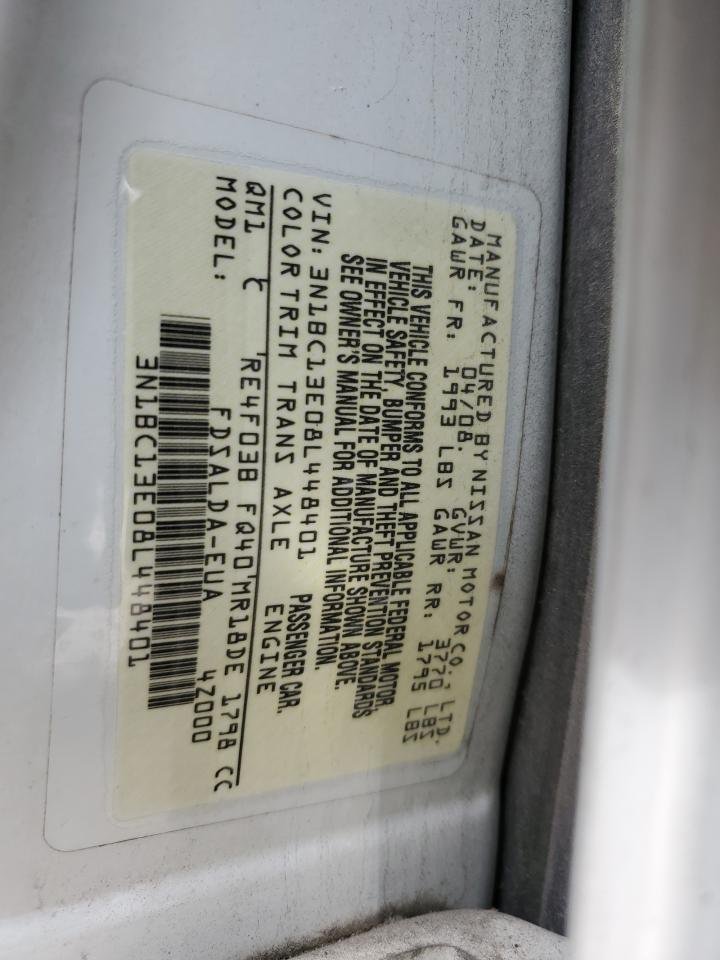 MANUFACTURED BY NISSAN MOTOR CO., LTD.
DATE: 04/08. GVWR: 3770 LBS
GAWR FR: 1993 LBS GAWR RR: 1795 LBS
THIS VEHICLE CONFORMS TO ALL APPLICABLE FEDERAL MOTOR
VEHICLE SAFETY, BUMPER AND THEFT PREVENTION STANDARDS
IN EFFECT ON THE DATE OF MANUFACTURE SHOWN ABOVE.
SEE OWNER'S MANUAL FOR ADDITIONAL INFORMATION.
VIN: 3N1BC13E08L448401 PASSENGER CAR.
COLOR TRIM TRANS AXLE ENGINE
QM1 C RE4F03B FQ40 MR18DE 1798 CC
MODEL: FDSALDA-EUA 4Z000
3N1BC13E08L448401